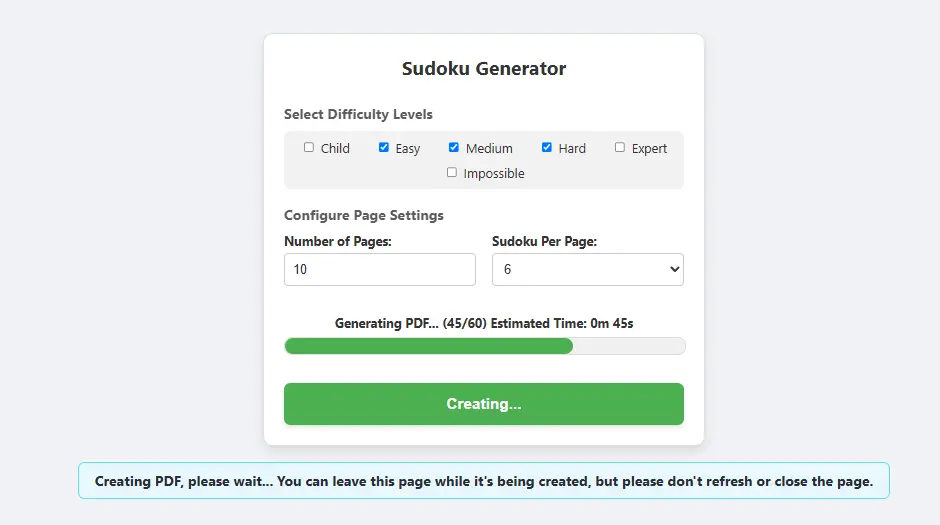 Sudoku Generator
Select Difficulty Levels
Child Easy Medium Hard Expert
Impossible
Configure Page Settings
Number of Pages: Sudoku Per Page:
10 6
Generating PDF... (45/60) Estimated Time: 0m 45s
Creating...
Creating PDF, please wait... You can leave this page while it's being created, but please don't refresh or close the page.